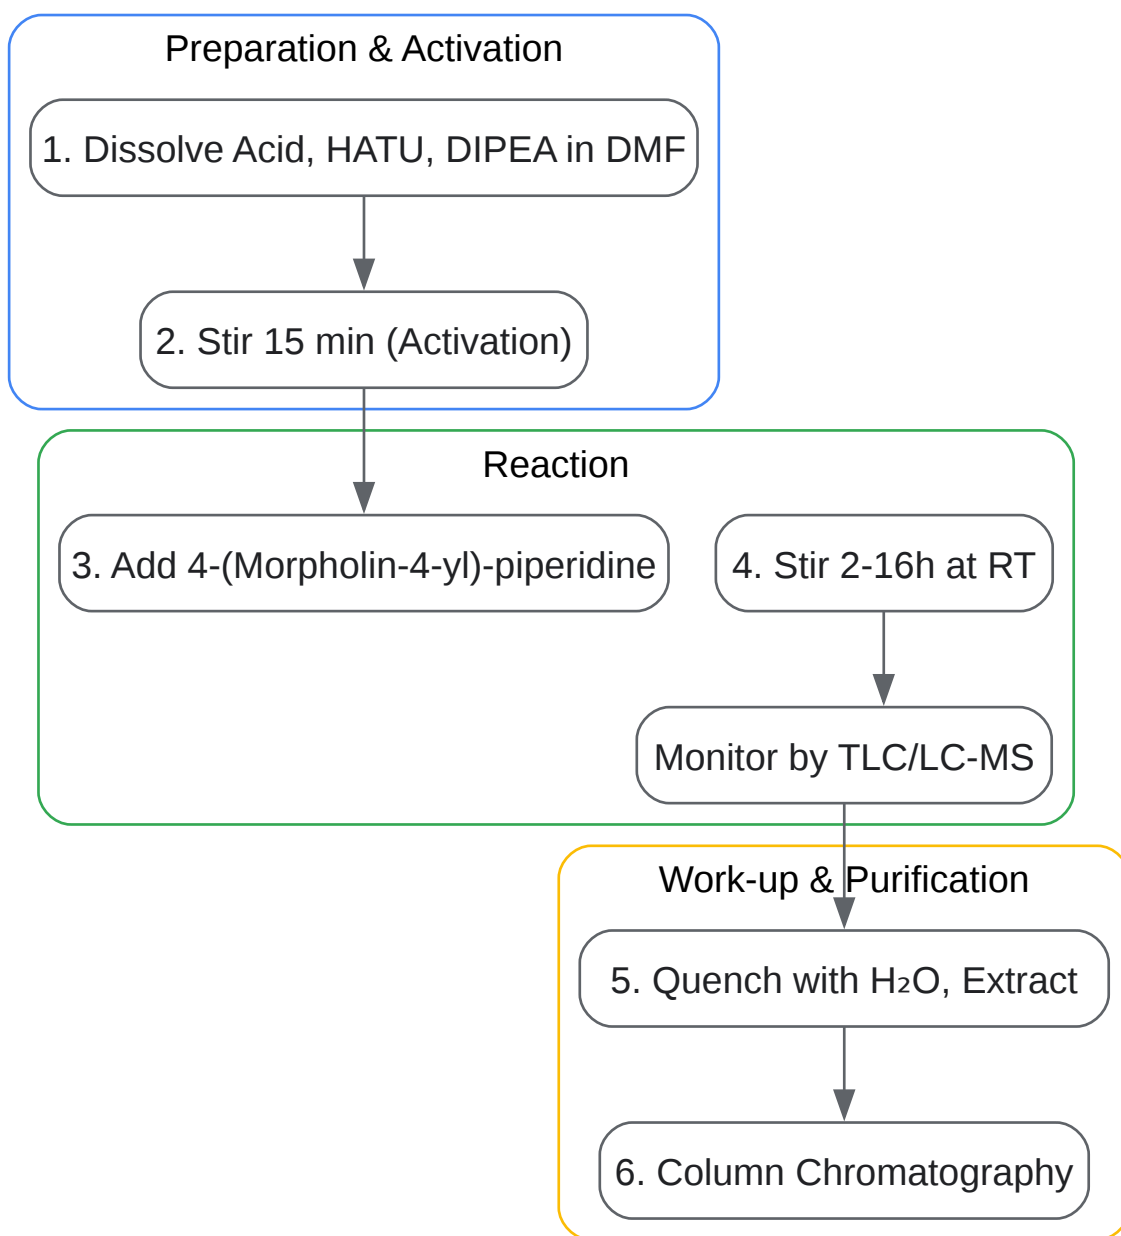 Preparation & Activation
1. Dissolve Acid, HATU, DIPEA in DMF
2. Stir 15 min (Activation)
Reaction
3. Add 4-(Morpholin-4-yl)-piperidine
4. Stir 2-16h at RT
Monitor by TLC/LC-MS
Work-up & Purification
5. Quench with H₂O, Extract
6. Column Chromatography